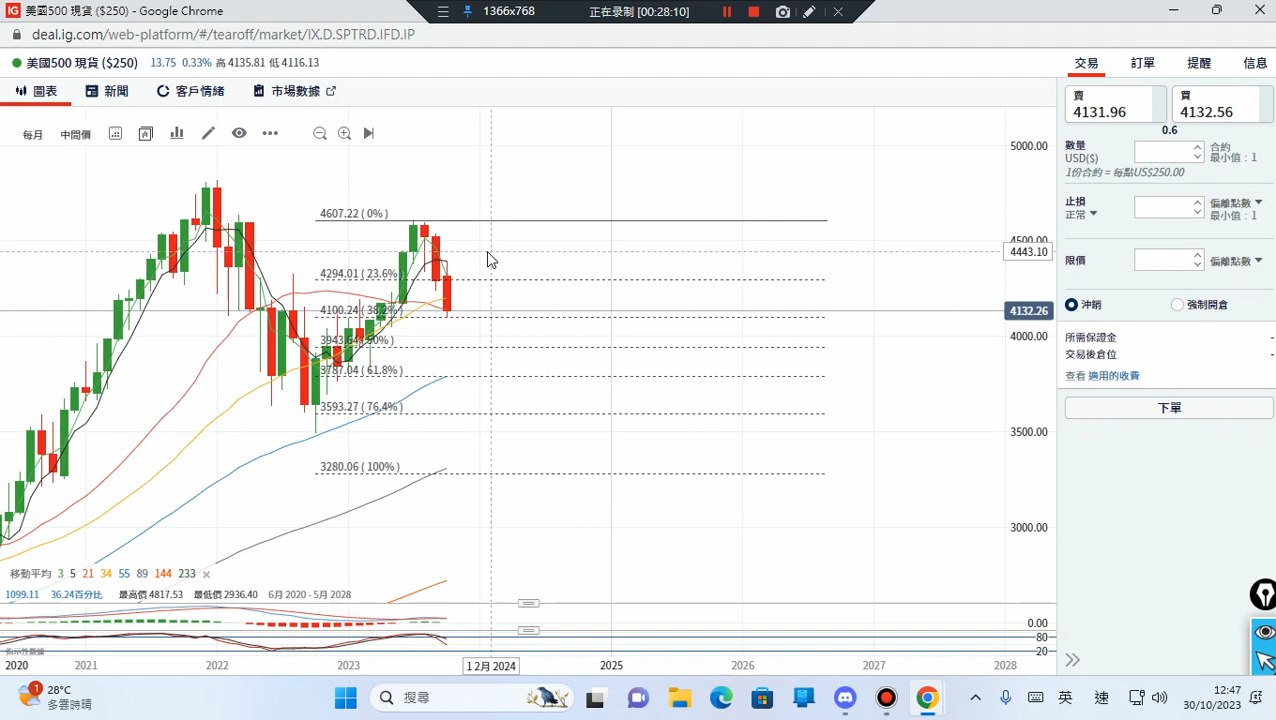 IG 美國500 現貨 ($250) - Google Chrome
1366x768
正在录制 [00:28:10]
deal.ig.com/web-platform/#/tearoff/market/IX.D.SPTRD.IFD.IP
美國500 現貨 ($250) 13.75 0.33% 高 4135.81 低 4116.13
圖表 新聞 客戶情緒 市場數據
每月 中間價
交易 訂單 提醒 信息
賣 4131.96
買 4132.56
0.6
數量 USD($) 合約 最小值：1
1份合約 = 每點US$250.00
止損 正常 偏離點數 最小值：1
限價 偏離點數
沖銷 強制開倉
所需保證金 -
交易後倉位 -
查看 適用的收費
下單
5000.00
4607.22 ( 0% )
4500.00
4443.10
4294.01 ( 23.6% )
4100.24 ( 38.2% )
4132.26
4000.00
3943.64 ( 50% )
3787.04 ( 61.8% )
3593.27 ( 76.4% )
3500.00
3280.06 ( 100% )
3000.00
移動平均 3 5 21 34 55 89 144 233
1099.11 36.24百分比 最高價 4817.53 最低價 2936.40 6月 2020 - 5月 2028
0.00
80
20
2020 2021 2022 2023 12月 2024 2025 2026 2027 2028
1
28°C
多雲時晴
搜尋
英 速
12:47
30/10/2023